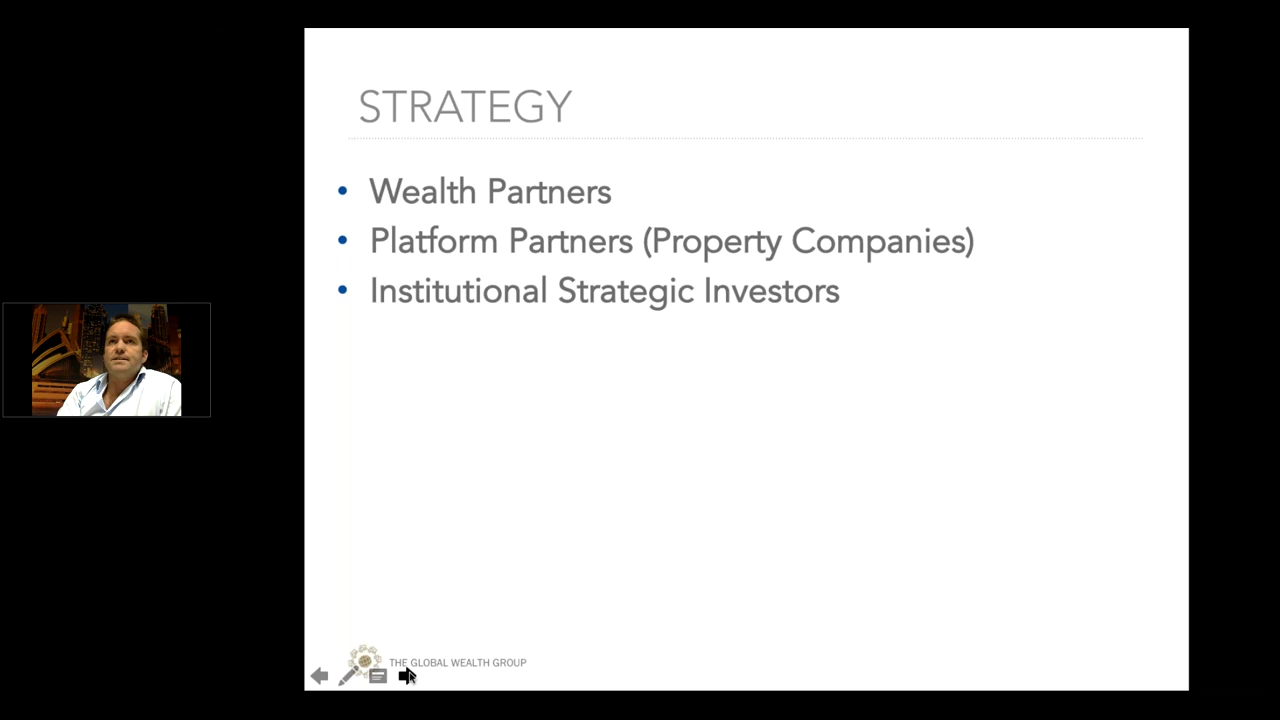 STRATEGY
• Wealth Partners
• Platform Partners (Property Companies)
• Institutional Strategic Investors
THE GLOBAL WEALTH GROUP